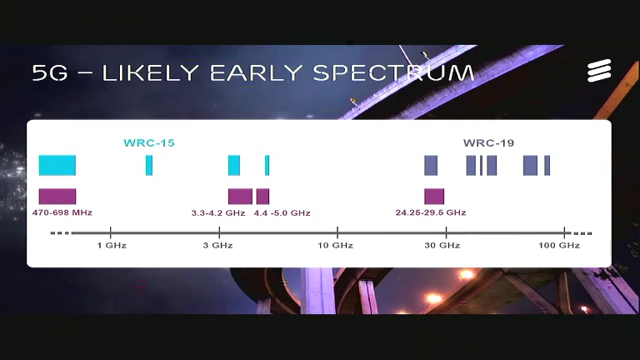 5G – LIKELY EARLY SPECTRUM
WRC-15 WRC-19
470-698 MHz 3.3-4.2 GHz 4.4 -5.0 GHz 24.25-29.5 GHz
1 GHz 3 GHz 10 GHz 30 GHz 100 GHz